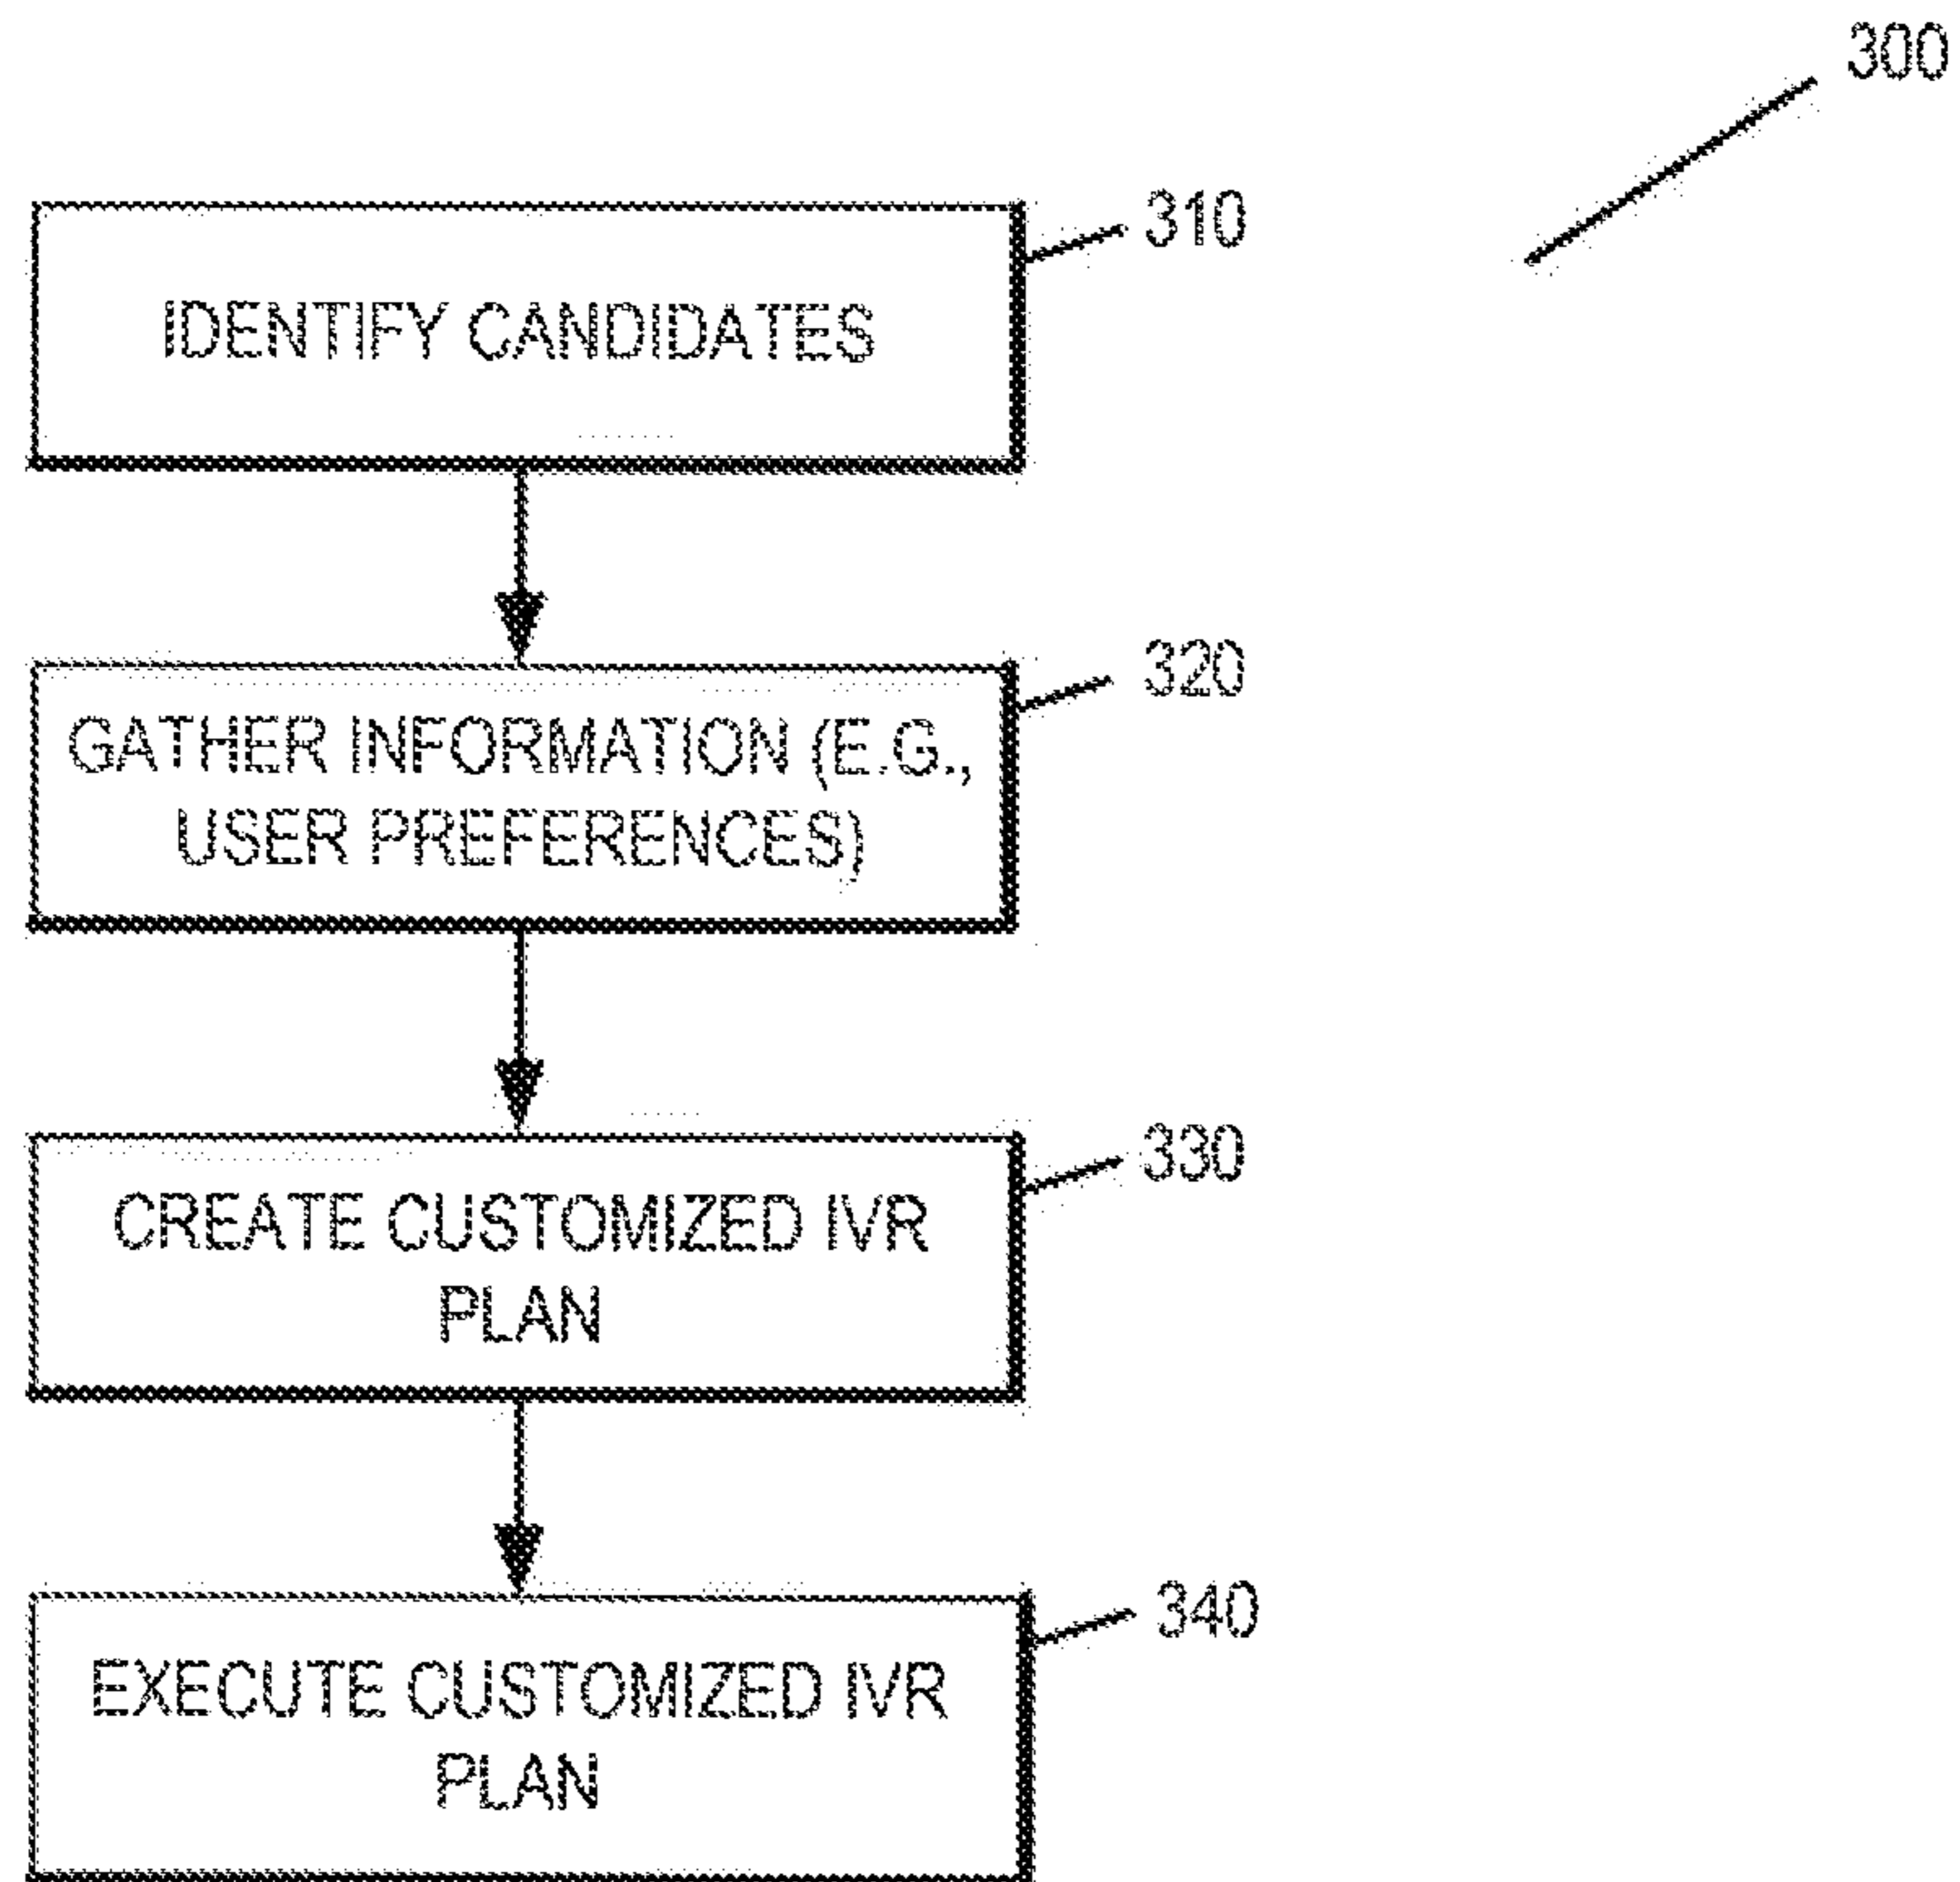 300
310
IDENTIFY CANDIDATES
320
GATHER INFORMATION (E.G.,
USER PREFERENCES)
330
CREATE CUSTOMIZED IVR
PLAN
340
EXECUTE CUSTOMIZED IVR
PLAN